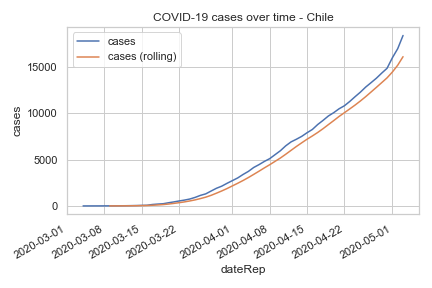 COVID-19 cases over time - Chile
cases
cases (rolling)
15000
10000
5000
0
cases
2020-03-01
2020-03-08
2020-03-15
2020-03-22
2020-04-01
2020-04-08
2020-04-15
2020-04-22
2020-05-01
dateRep